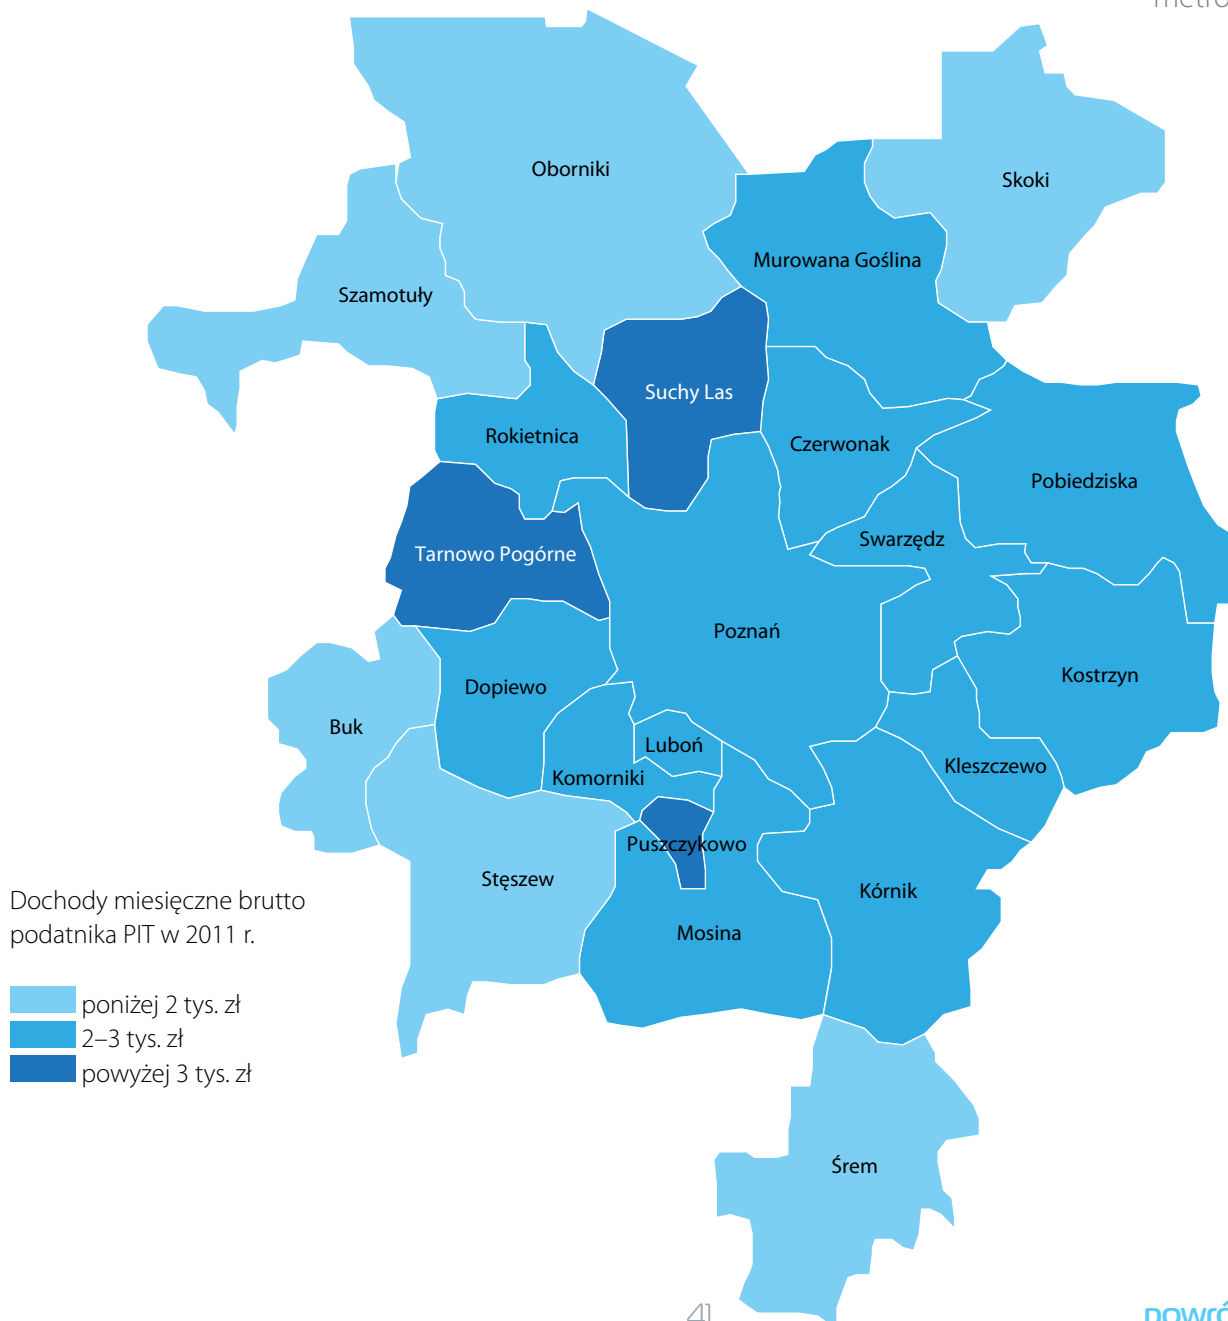 Oborniki
Skoki
Murowana Goślina
Szamotuły
Suchy Las
Rokietnica
Czerwonak
Pobiedziska
Swarzędz
Tarnowo Pogórne
Poznań
Kostrzyn
Dopiewo
Buk
Luboń
Komorniki
Kleszczewo
Puszczykowo
Stęszew
Kórnik
Mosina
Dochody miesięczne brutto
podatnika PIT w 2011 r.
poniżej 2 tys. zł
2–3 tys. zł
powyżej 3 tys. zł
Śrem
41